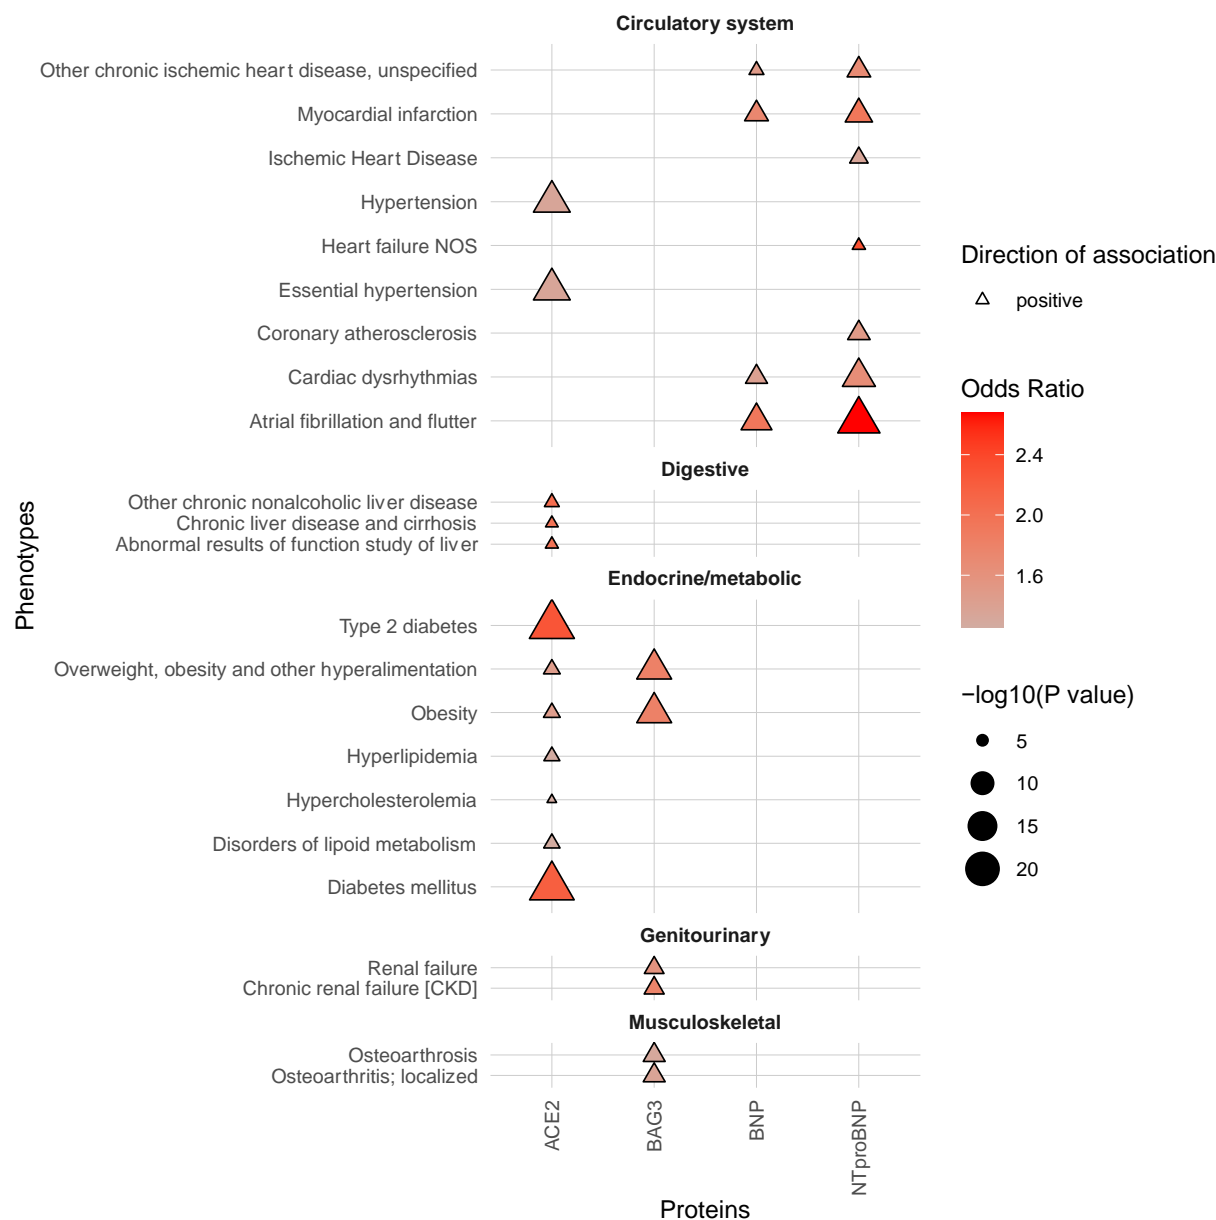 Circulatory system
Other chronic ischemic heart disease, unspecified
Myocardial infarction
Ischemic Heart Disease
Hypertension
Heart failure NOS
Essential hypertension
Coronary atherosclerosis
Cardiac dysrhythmias
Atrial fibrillation and flutter
Digestive
Other chronic nonalcoholic liver disease
Chronic liver disease and cirrhosis
Abnormal results of function study of liver
Endocrine/metabolic
Type 2 diabetes
Overweight, obesity and other hyperalimentation
Obesity
Hyperlipidemia
Hypercholesterolemia
Disorders of lipoid metabolism
Diabetes mellitus
Genitourinary
Renal failure
Chronic renal failure [CKD]
Musculoskeletal
Osteoarthrosis
Osteoarthritis; localized
ACE2
BAG3
BNP
NTproBNP
Proteins
Phenotypes
Direction of association
positive
Odds Ratio
2.4
2.0
1.6
−log10(P value)
5
10
15
20